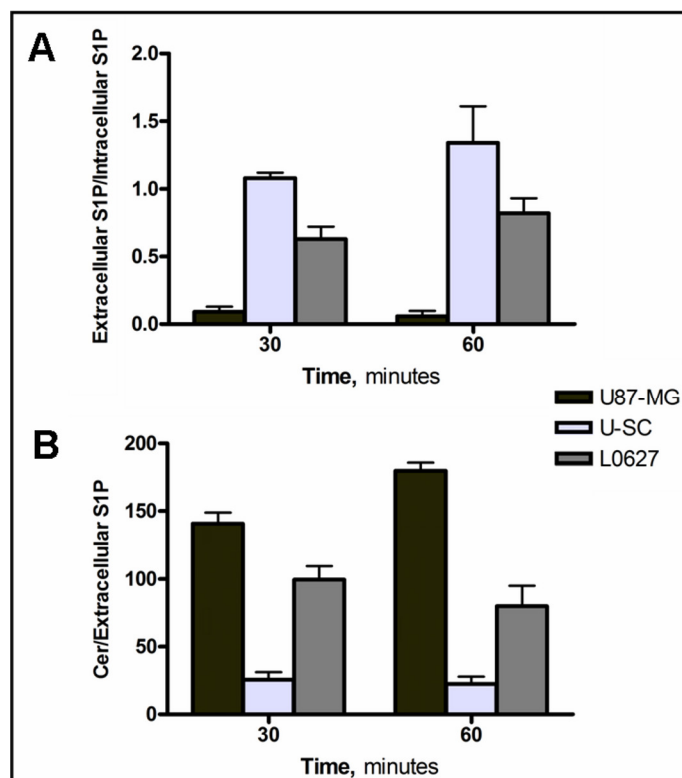 A
Extracellular S1P/Intracellular S1P
2.0
1.5
1.0
0.5
0.0
30
60
Time, minutes
U87-MG
U-SC
L0627
B
Cer/Extracellular S1P
200
150
100
50
0
30
60
Time, minutes